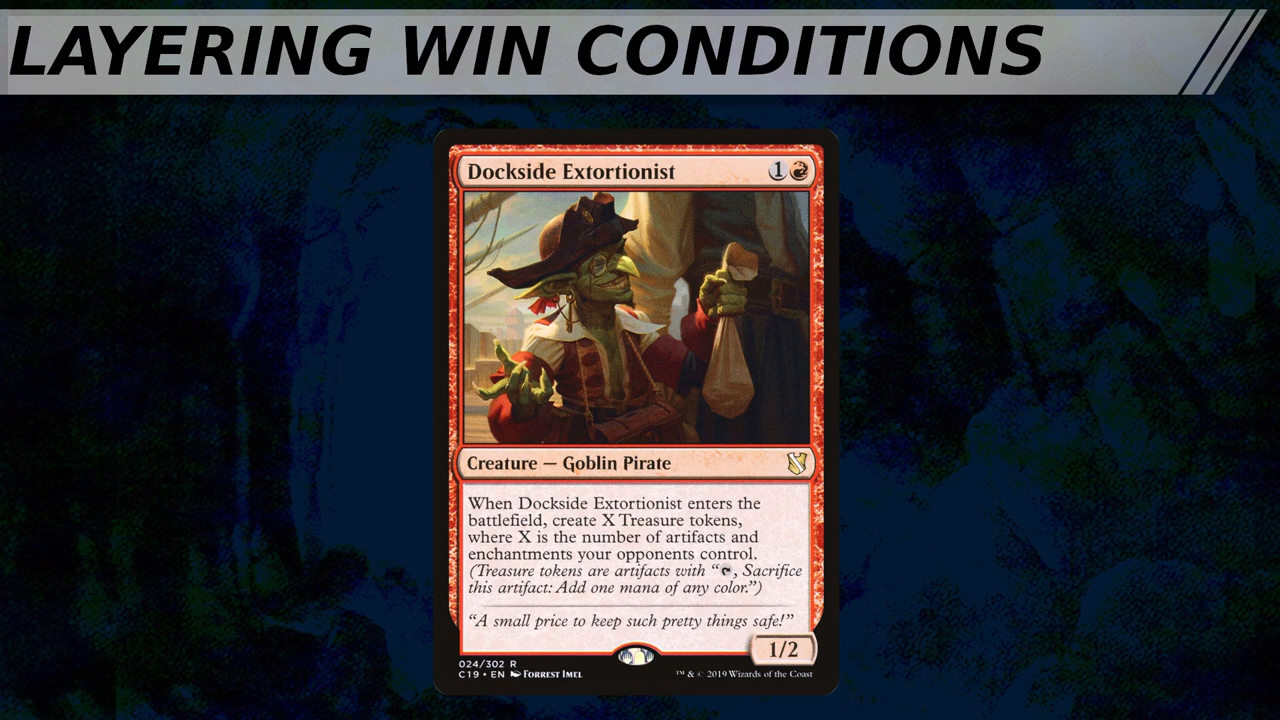 LAYERING WIN CONDITIONS
Dockside Extortionist 1
Creature — Goblin Pirate
When Dockside Extortionist enters the
battlefield, create X Treasure tokens,
where X is the number of artifacts and
enchantments your opponents control.
(Treasure tokens are artifacts with “, Sacrifice
this artifact: Add one mana of any color.”)
“A small price to keep such pretty things safe!”
1/2
024/302 R
C19 • EN Forrest Imel
™ & © 2019 Wizards of the Coast